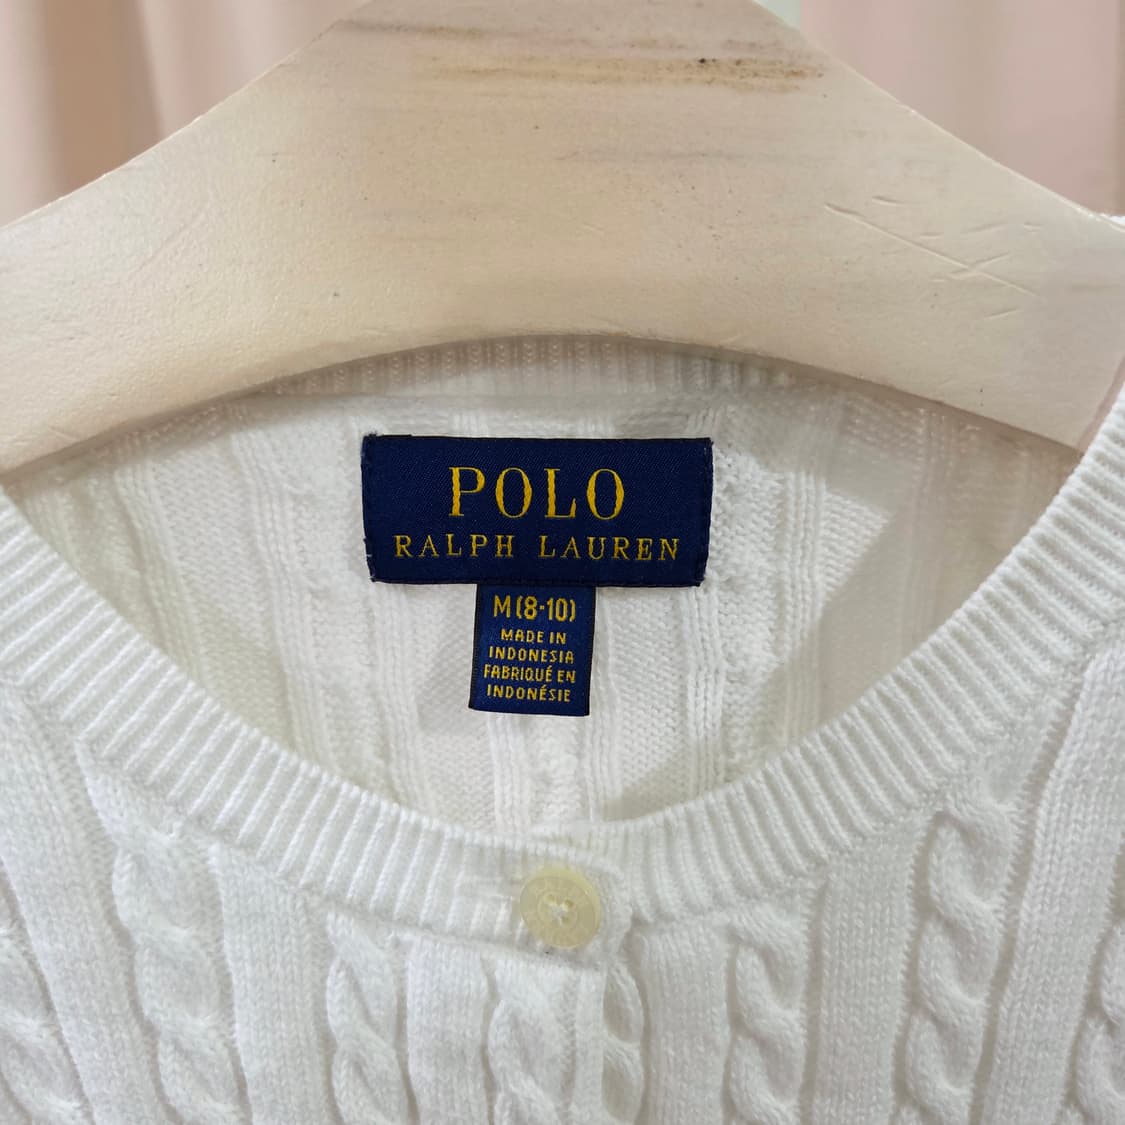 POLO
RALPH LAUREN
M(8-10)
MADE IN
INDONESIA
FABRIQUÉ EN
INDONÉSIE